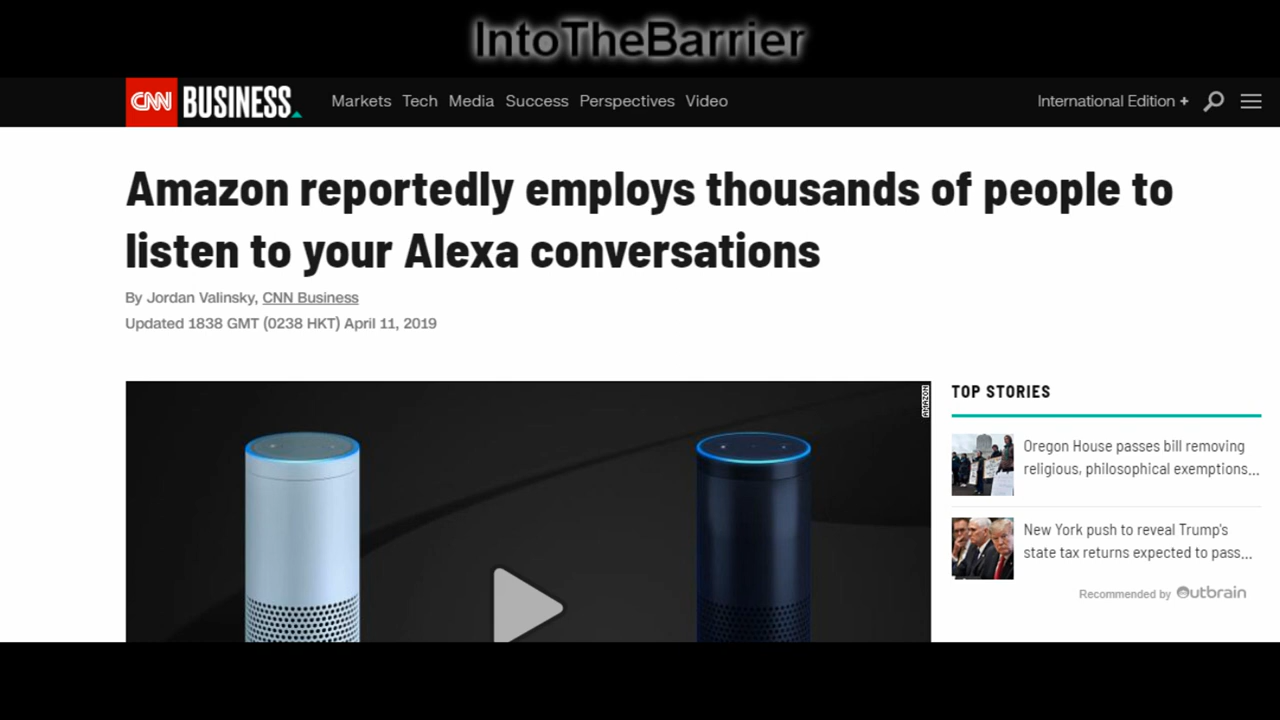 IntoTheBarrier
CNN BUSINESS Markets Tech Media Success Perspectives Video International Edition +
Amazon reportedly employs thousands of people to
listen to your Alexa conversations
By Jordan Valinsky, CNN Business
Updated 1838 GMT (0238 HKT) April 11, 2019
AMAZON
TOP STORIES
Oregon House passes bill removing
religious, philosophical exemptions...
New York push to reveal Trump's
state tax returns expected to pass...
Recommended by Outbrain